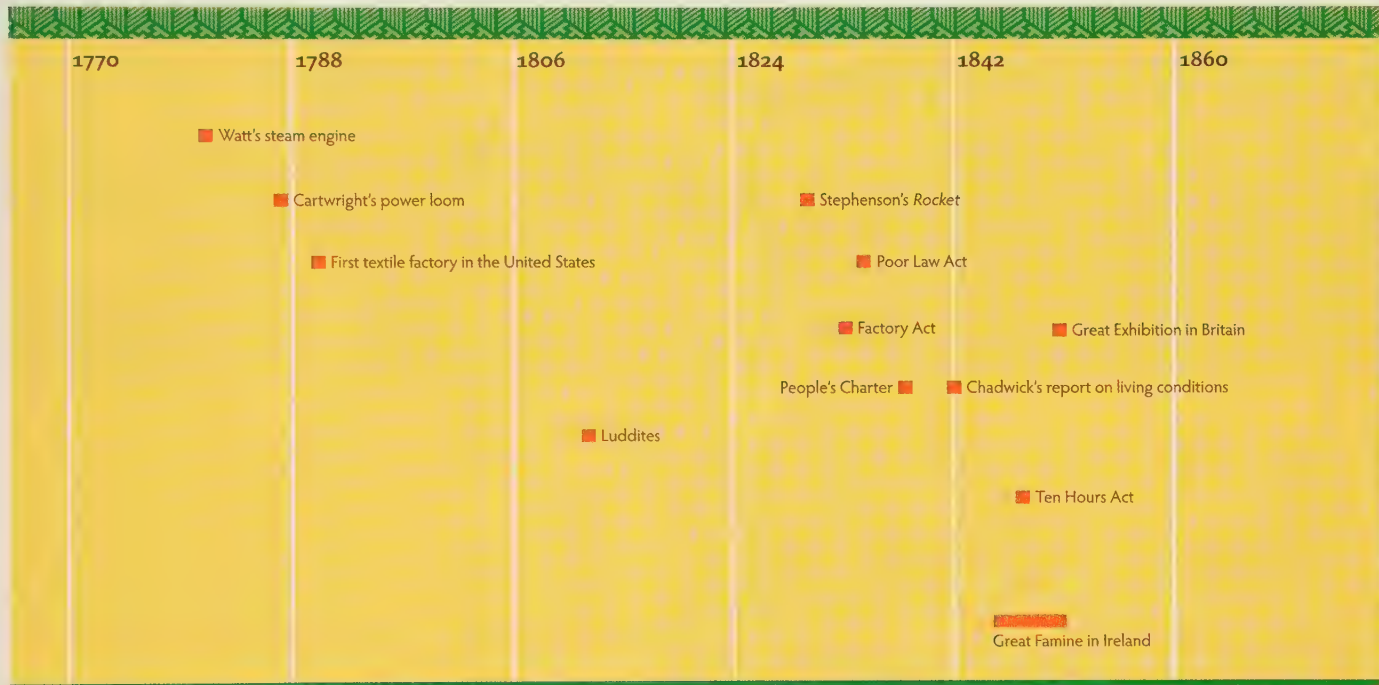 1770 1788 1806 1824 1842 1860
Watt's steam engine
Cartwright's power loom
Stephenson's Rocket
First textile factory in the United States
Poor Law Act
Factory Act
Great Exhibition in Britain
People's Charter
Chadwick's report on living conditions
Luddites
Ten Hours Act
Great Famine in Ireland